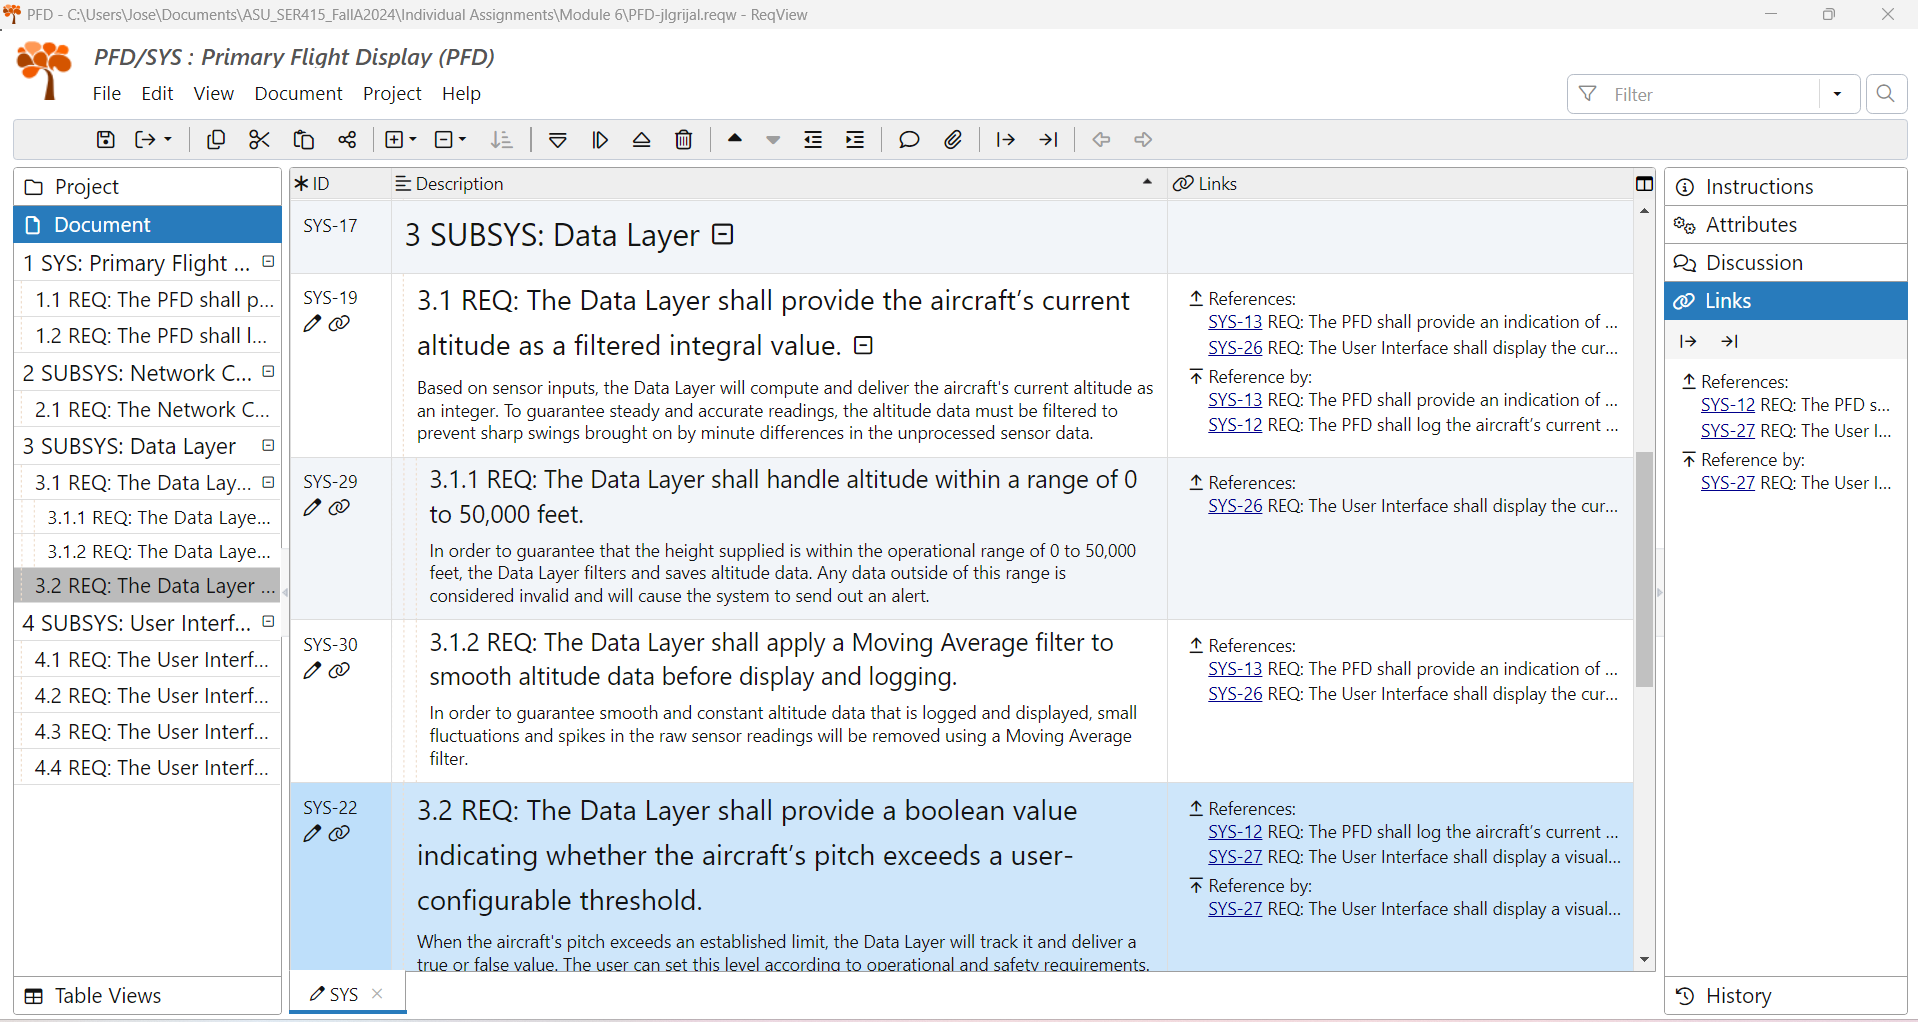 PFD - C:\Users\Jose\Documents\ASU_SER415_FallA2024\Individual Assignments\Module 6\PFD-jlgrijal.reqw - ReqView
PFD/SYS : Primary Flight Display (PFD)
File Edit View Document Project Help
Filter
Project
Document
1 SYS: Primary Flight ...
1.1 REQ: The PFD shall p...
1.2 REQ: The PFD shall l...
2 SUBSYS: Network C...
2.1 REQ: The Network C...
3 SUBSYS: Data Layer
3.1 REQ: The Data Lay...
3.1.1 REQ: The Data Laye...
3.1.2 REQ: The Data Laye...
3.2 REQ: The Data Layer ...
4 SUBSYS: User Interf...
4.1 REQ: The User Interf...
4.2 REQ: The User Interf...
4.3 REQ: The User Interf...
4.4 REQ: The User Interf...
Table Views
ID Description Links
SYS-17
3 SUBSYS: Data Layer
SYS-19
3.1 REQ: The Data Layer shall provide the aircraft's current
altitude as a filtered integral value.
Based on sensor inputs, the Data Layer will compute and deliver the aircraft's current altitude as
an integer. To guarantee steady and accurate readings, the altitude data must be filtered to
prevent sharp swings brought on by minute differences in the unprocessed sensor data.
References:
SYS-13 REQ: The PFD shall provide an indication of ...
SYS-26 REQ: The User Interface shall display the cur...
Reference by:
SYS-13 REQ: The PFD shall provide an indication of ...
SYS-12 REQ: The PFD shall log the aircraft's current ...
SYS-29
3.1.1 REQ: The Data Layer shall handle altitude within a range of 0
to 50,000 feet.
In order to guarantee that the height supplied is within the operational range of 0 to 50,000
feet, the Data Layer filters and saves altitude data. Any data outside of this range is
considered invalid and will cause the system to send out an alert.
References:
SYS-26 REQ: The User Interface shall display the cur...
SYS-30
3.1.2 REQ: The Data Layer shall apply a Moving Average filter to
smooth altitude data before display and logging.
In order to guarantee smooth and constant altitude data that is logged and displayed, small
fluctuations and spikes in the raw sensor readings will be removed using a Moving Average
filter.
References:
SYS-13 REQ: The PFD shall provide an indication of ...
SYS-26 REQ: The User Interface shall display the cur...
SYS-22
3.2 REQ: The Data Layer shall provide a boolean value
indicating whether the aircraft's pitch exceeds a user-
configurable threshold.
When the aircraft's pitch exceeds an established limit, the Data Layer will track it and deliver a
true or false value. The user can set this level according to operational and safety requirements.
References:
SYS-12 REQ: The PFD shall log the aircraft's current ...
SYS-27 REQ: The User Interface shall display a visual...
Reference by:
SYS-27 REQ: The User Interface shall display a visual...
SYS
Instructions
Attributes
Discussion
Links
References:
SYS-12 REQ: The PFD s...
SYS-27 REQ: The User I...
Reference by:
SYS-27 REQ: The User I...
History